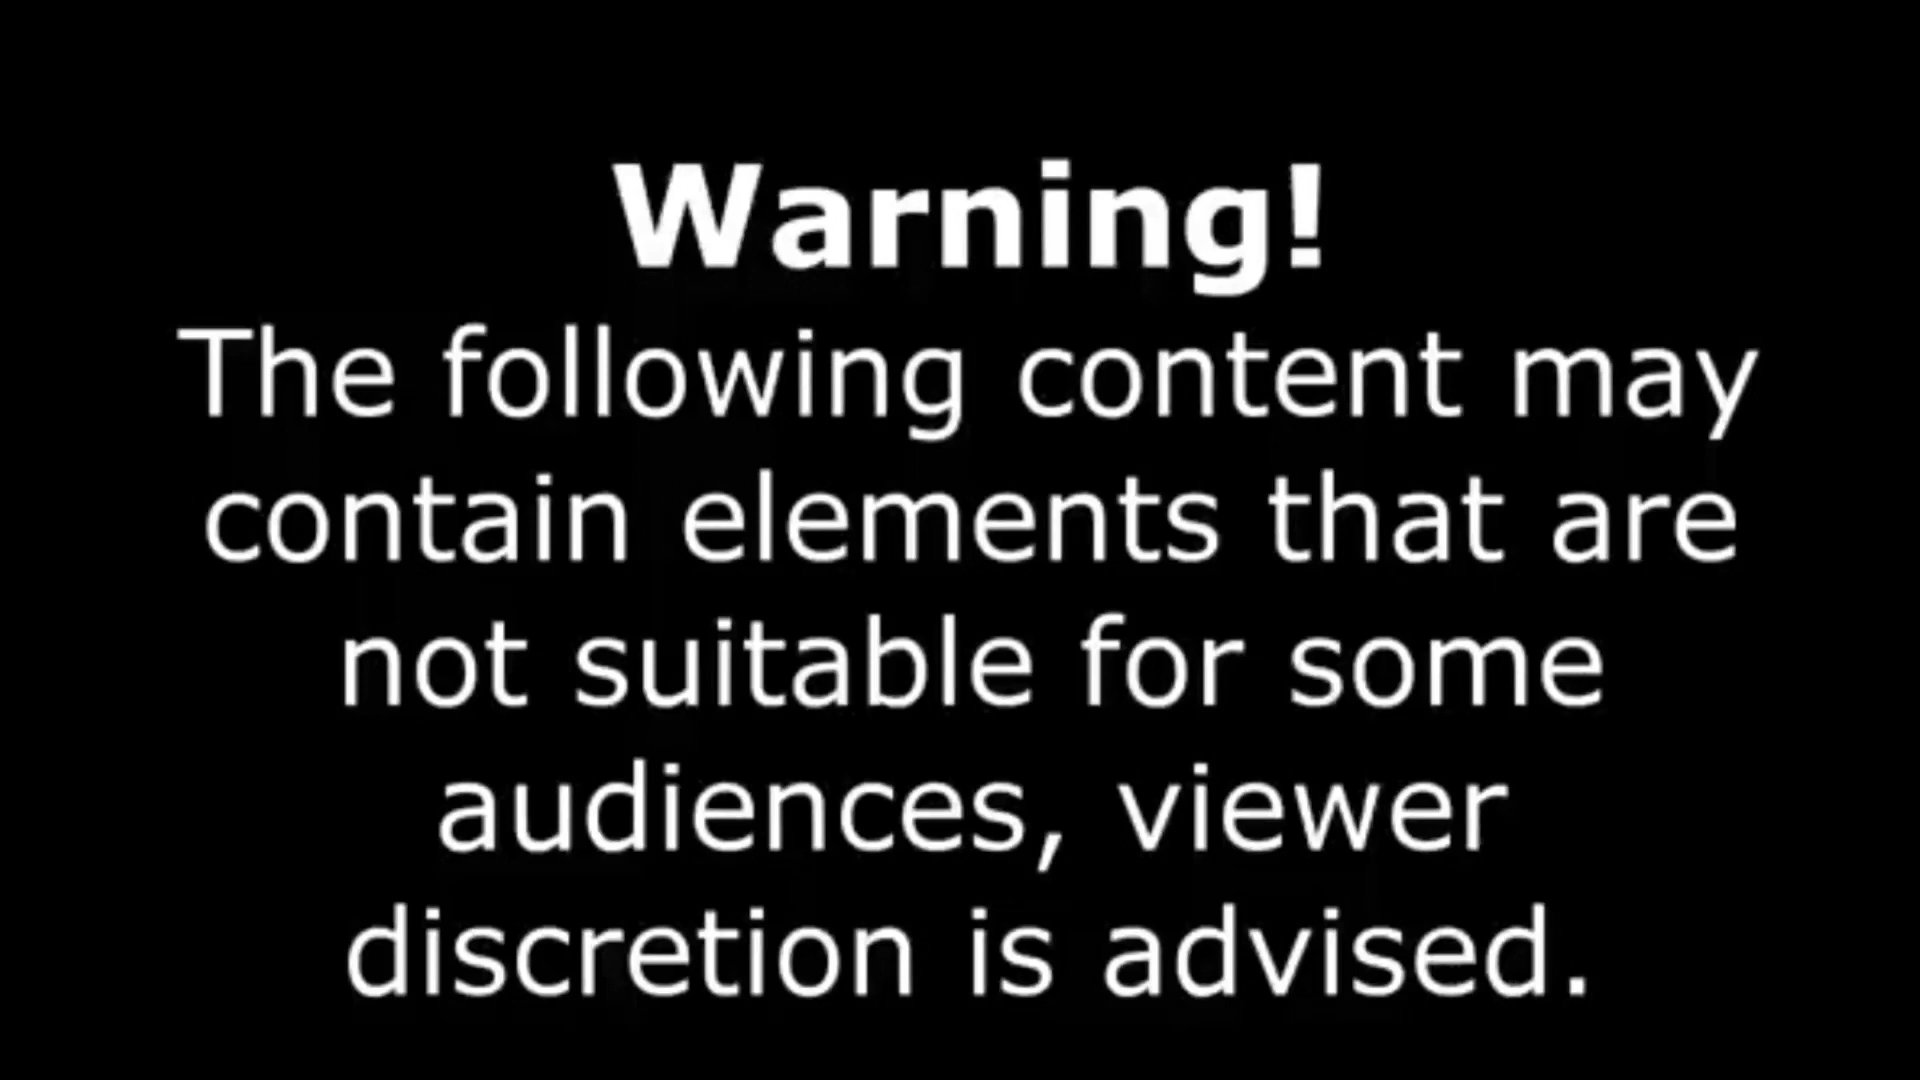 Warning!
The following content may
contain elements that are
not suitable for some
audiences, viewer
discretion is advised.